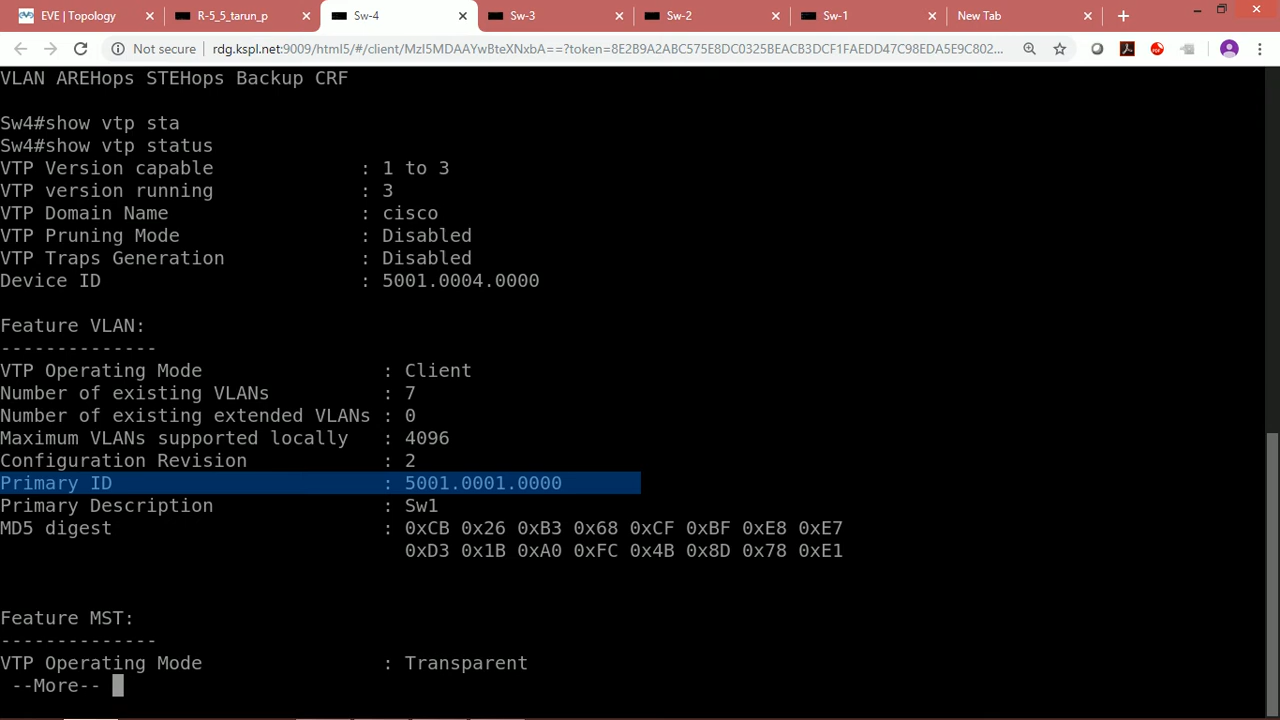 EVE | Topology
R-5_5_tarun_p
Sw-4
Sw-3
Sw-2
Sw-1
New Tab
Not secure | rdg.kspl.net:9009/html5/#/client/MzI5MDAAYwBteXNxbA==?token=8E2B9A2ABC575E8DC0325BEACB3DCF1FAEDD47C98EDA5E9C802...
VLAN AREHops STEHops Backup CRF
Sw4#show vtp sta
Sw4#show vtp status
VTP Version capable : 1 to 3
VTP version running : 3
VTP Domain Name : cisco
VTP Pruning Mode : Disabled
VTP Traps Generation : Disabled
Device ID : 5001.0004.0000
Feature VLAN:
--------------
VTP Operating Mode : Client
Number of existing VLANs : 7
Number of existing extended VLANs : 0
Maximum VLANs supported locally : 4096
Configuration Revision : 2
Primary ID : 5001.0001.0000
Primary Description : Sw1
MD5 digest : 0xCB 0x26 0xB3 0x68 0xCF 0xBF 0xE8 0xE7
0xD3 0x1B 0xA0 0xFC 0x4B 0x8D 0x78 0xE1
Feature MST:
--------------
VTP Operating Mode : Transparent
--More--